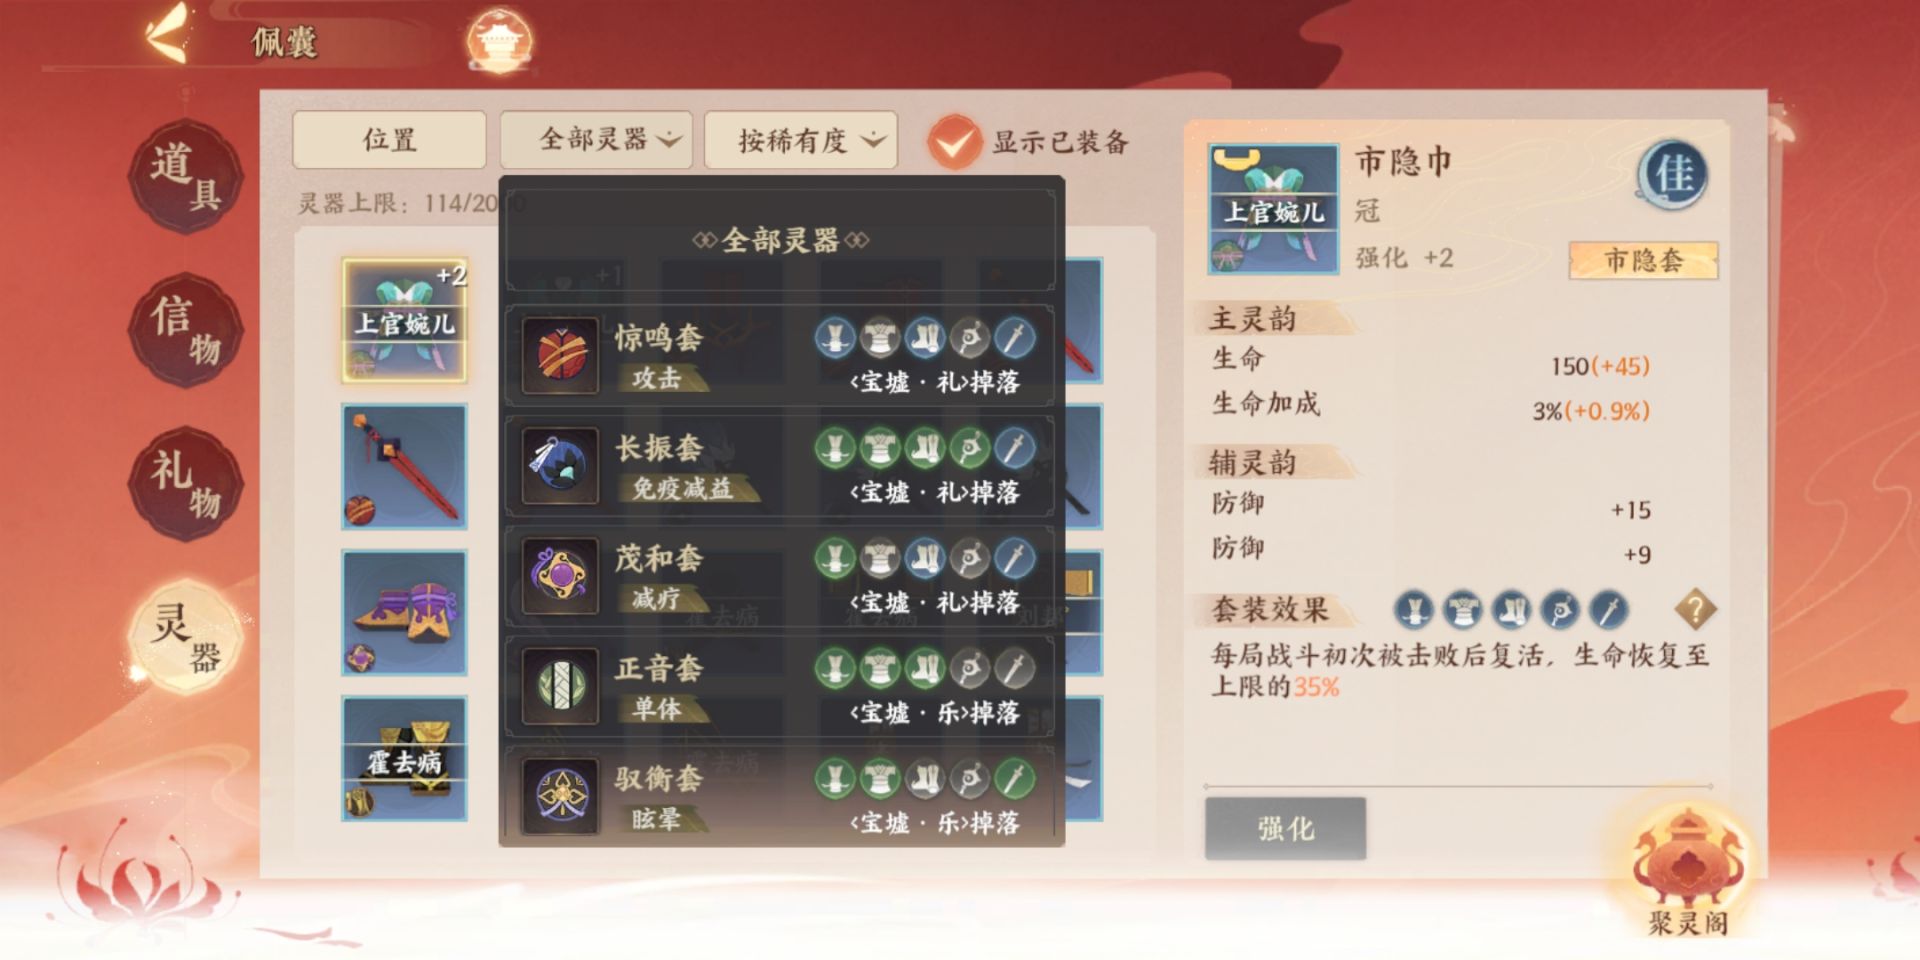 佩囊
道具
信物
礼物
灵器
位置
全部灵器
按稀有度
显示已装备
灵器上限：114/2000
+2
上官婉儿
霍去病
全部灵器
惊鸣套
攻击
<宝墟·礼>掉落
长振套
免疫减益
<宝墟·礼>掉落
茂和套
减疗
<宝墟·礼>掉落
正音套
单体
<宝墟·乐>掉落
驭衡套
眩晕
<宝墟·乐>掉落
上官婉儿
市隐巾
冠
强化 +2
佳
市隐套
主灵韵
生命 150(+45)
生命加成 3%(+0.9%)
辅灵韵
防御 +15
防御 +9
套装效果
?
每局战斗初次被击败后复活，生命恢复至
上限的35%
强化
聚灵阁